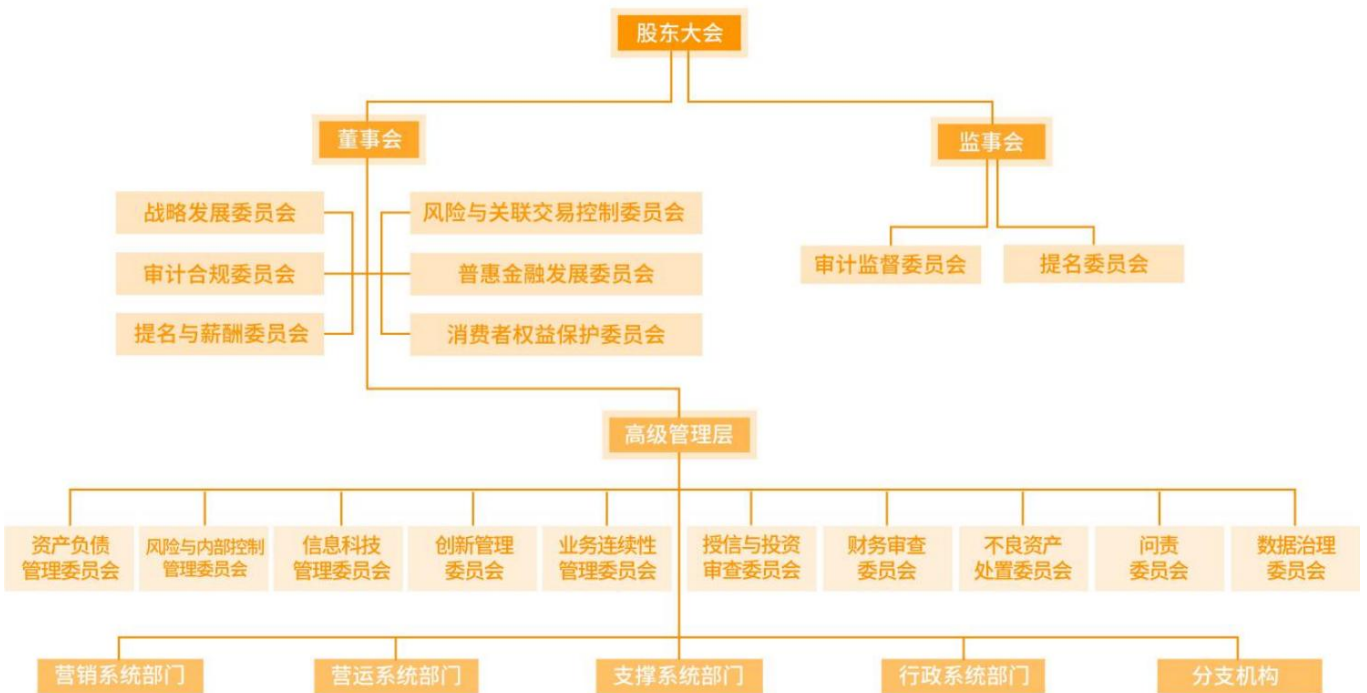 股东大会
董事会
监事会
战略发展委员会
风险与关联交易控制委员会
审计合规委员会
普惠金融发展委员会
提名与薪酬委员会
消费者权益保护委员会
审计监督委员会
提名委员会
高级管理层
资产负债
管理委员会
风险与内部控制
管理委员会
信息科技
管理委员会
创新管理
委员会
业务连续性
管理委员会
授信与投资
审查委员会
财务审查
委员会
不良资产
处置委员会
问责
委员会
数据治理
委员会
营销系统部门
营运系统部门
支撑系统部门
行政系统部门
分支机构